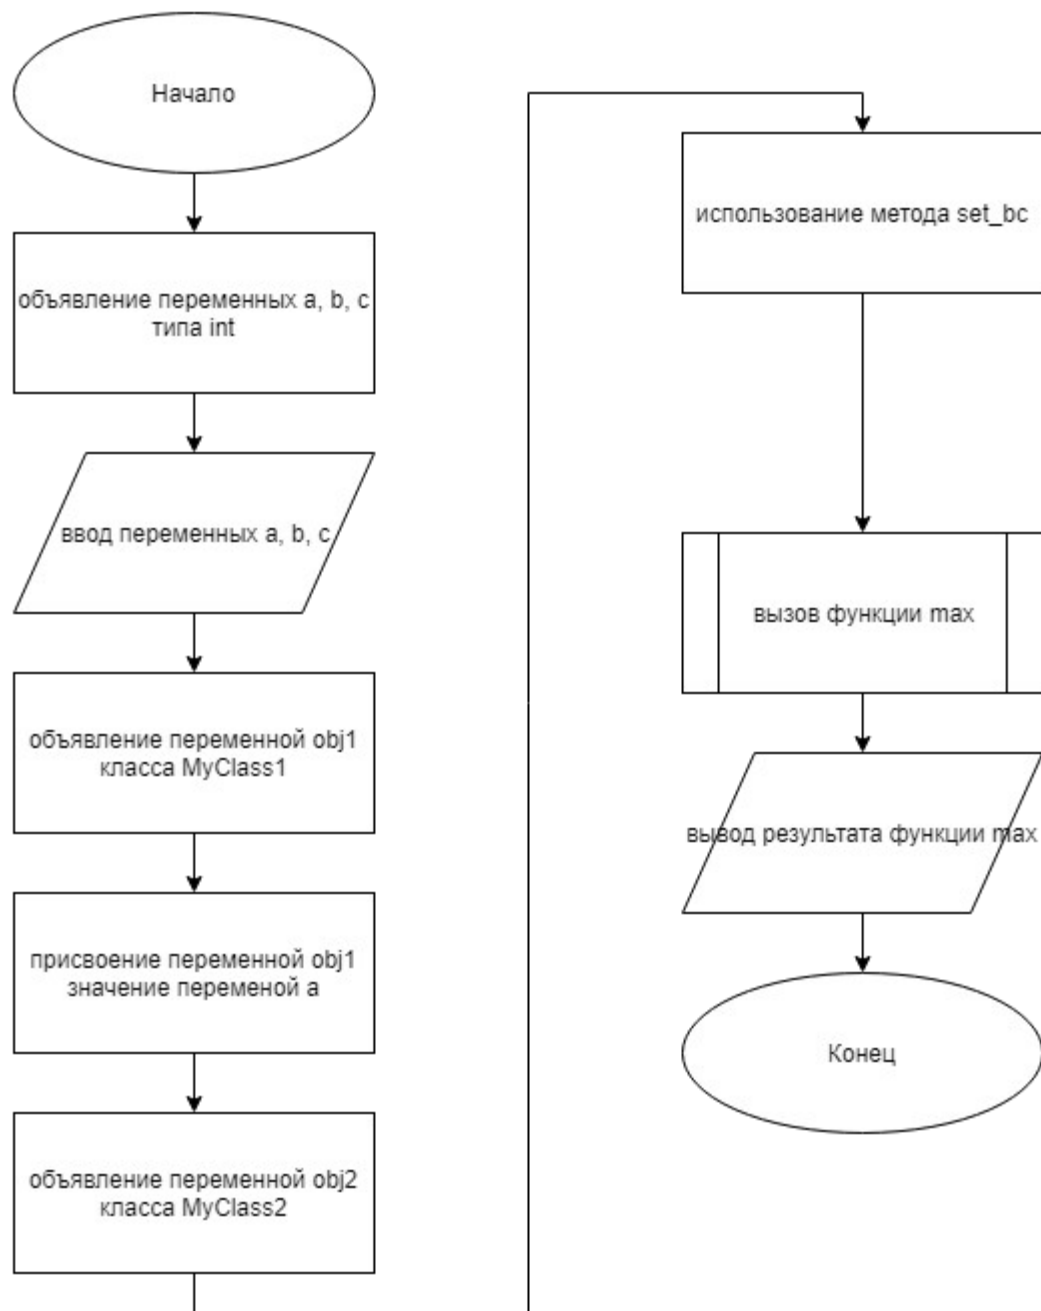 Начало
объявление переменных a, b, c
типа int
ввод переменных a, b, c
объявление переменной obj1
класса MyClass1
присвоение переменной obj1
значение переменой a
объявление переменной obj2
класса MyClass2
использование метода set_bc
вызов функции max
вывод результата функции max
Конец